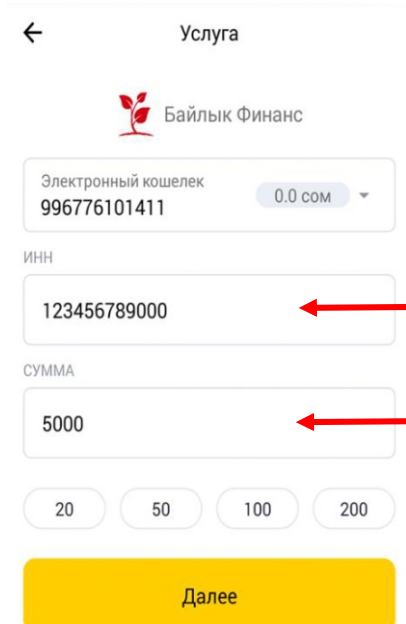 Услуга
Байлык Финанс
Электронный кошелек
996776101411
0.0 сом
ИНН
123456789000
СУММА
5000
20 50 100 200
Далее